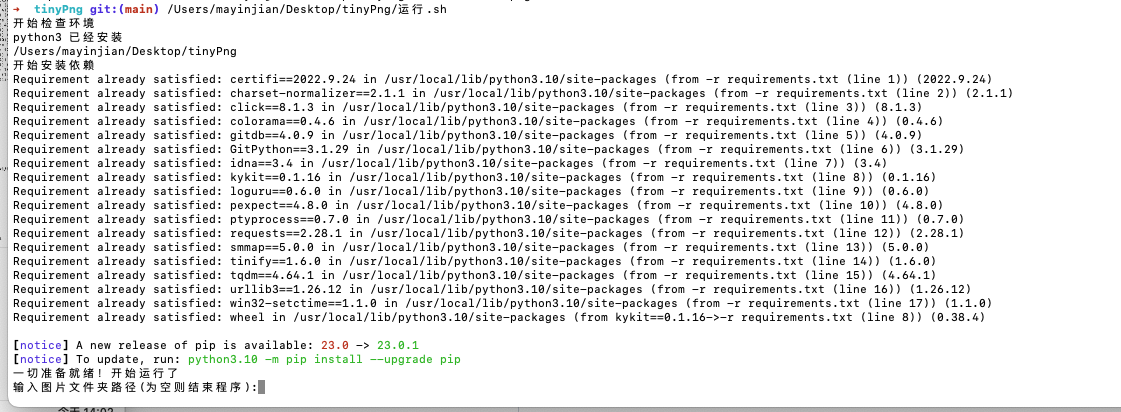 → tinyPng git:(main) /Users/mayinjian/Desktop/tinyPng/运行.sh
开始检查环境
python3 已经安装
/Users/mayinjian/Desktop/tinyPng
开始安装依赖
Requirement already satisfied: certifi==2022.9.24 in /usr/local/lib/python3.10/site-packages (from -r requirements.txt (line 1)) (2022.9.24)
Requirement already satisfied: charset-normalizer==2.1.1 in /usr/local/lib/python3.10/site-packages (from -r requirements.txt (line 2)) (2.1.1)
Requirement already satisfied: click==8.1.3 in /usr/local/lib/python3.10/site-packages (from -r requirements.txt (line 3)) (8.1.3)
Requirement already satisfied: colorama==0.4.6 in /usr/local/lib/python3.10/site-packages (from -r requirements.txt (line 4)) (0.4.6)
Requirement already satisfied: gitdb==4.0.9 in /usr/local/lib/python3.10/site-packages (from -r requirements.txt (line 5)) (4.0.9)
Requirement already satisfied: GitPython==3.1.29 in /usr/local/lib/python3.10/site-packages (from -r requirements.txt (line 6)) (3.1.29)
Requirement already satisfied: idna==3.4 in /usr/local/lib/python3.10/site-packages (from -r requirements.txt (line 7)) (3.4)
Requirement already satisfied: kykit==0.1.16 in /usr/local/lib/python3.10/site-packages (from -r requirements.txt (line 8)) (0.1.16)
Requirement already satisfied: loguru==0.6.0 in /usr/local/lib/python3.10/site-packages (from -r requirements.txt (line 9)) (0.6.0)
Requirement already satisfied: pexpect==4.8.0 in /usr/local/lib/python3.10/site-packages (from -r requirements.txt (line 10)) (4.8.0)
Requirement already satisfied: ptyprocess==0.7.0 in /usr/local/lib/python3.10/site-packages (from -r requirements.txt (line 11)) (0.7.0)
Requirement already satisfied: requests==2.28.1 in /usr/local/lib/python3.10/site-packages (from -r requirements.txt (line 12)) (2.28.1)
Requirement already satisfied: smmap==5.0.0 in /usr/local/lib/python3.10/site-packages (from -r requirements.txt (line 13)) (5.0.0)
Requirement already satisfied: tinify==1.6.0 in /usr/local/lib/python3.10/site-packages (from -r requirements.txt (line 14)) (1.6.0)
Requirement already satisfied: tqdm==4.64.1 in /usr/local/lib/python3.10/site-packages (from -r requirements.txt (line 15)) (4.64.1)
Requirement already satisfied: urllib3==1.26.12 in /usr/local/lib/python3.10/site-packages (from -r requirements.txt (line 16)) (1.26.12)
Requirement already satisfied: win32-setctime==1.1.0 in /usr/local/lib/python3.10/site-packages (from -r requirements.txt (line 17)) (1.1.0)
Requirement already satisfied: wheel in /usr/local/lib/python3.10/site-packages (from kykit==0.1.16->-r requirements.txt (line 8)) (0.38.4)
[notice] A new release of pip is available: 23.0 -> 23.0.1
[notice] To update, run: python3.10 -m pip install --upgrade pip
一切准备就绪! 开始运行了
输入图片文件夹路径(为空则结束程序):